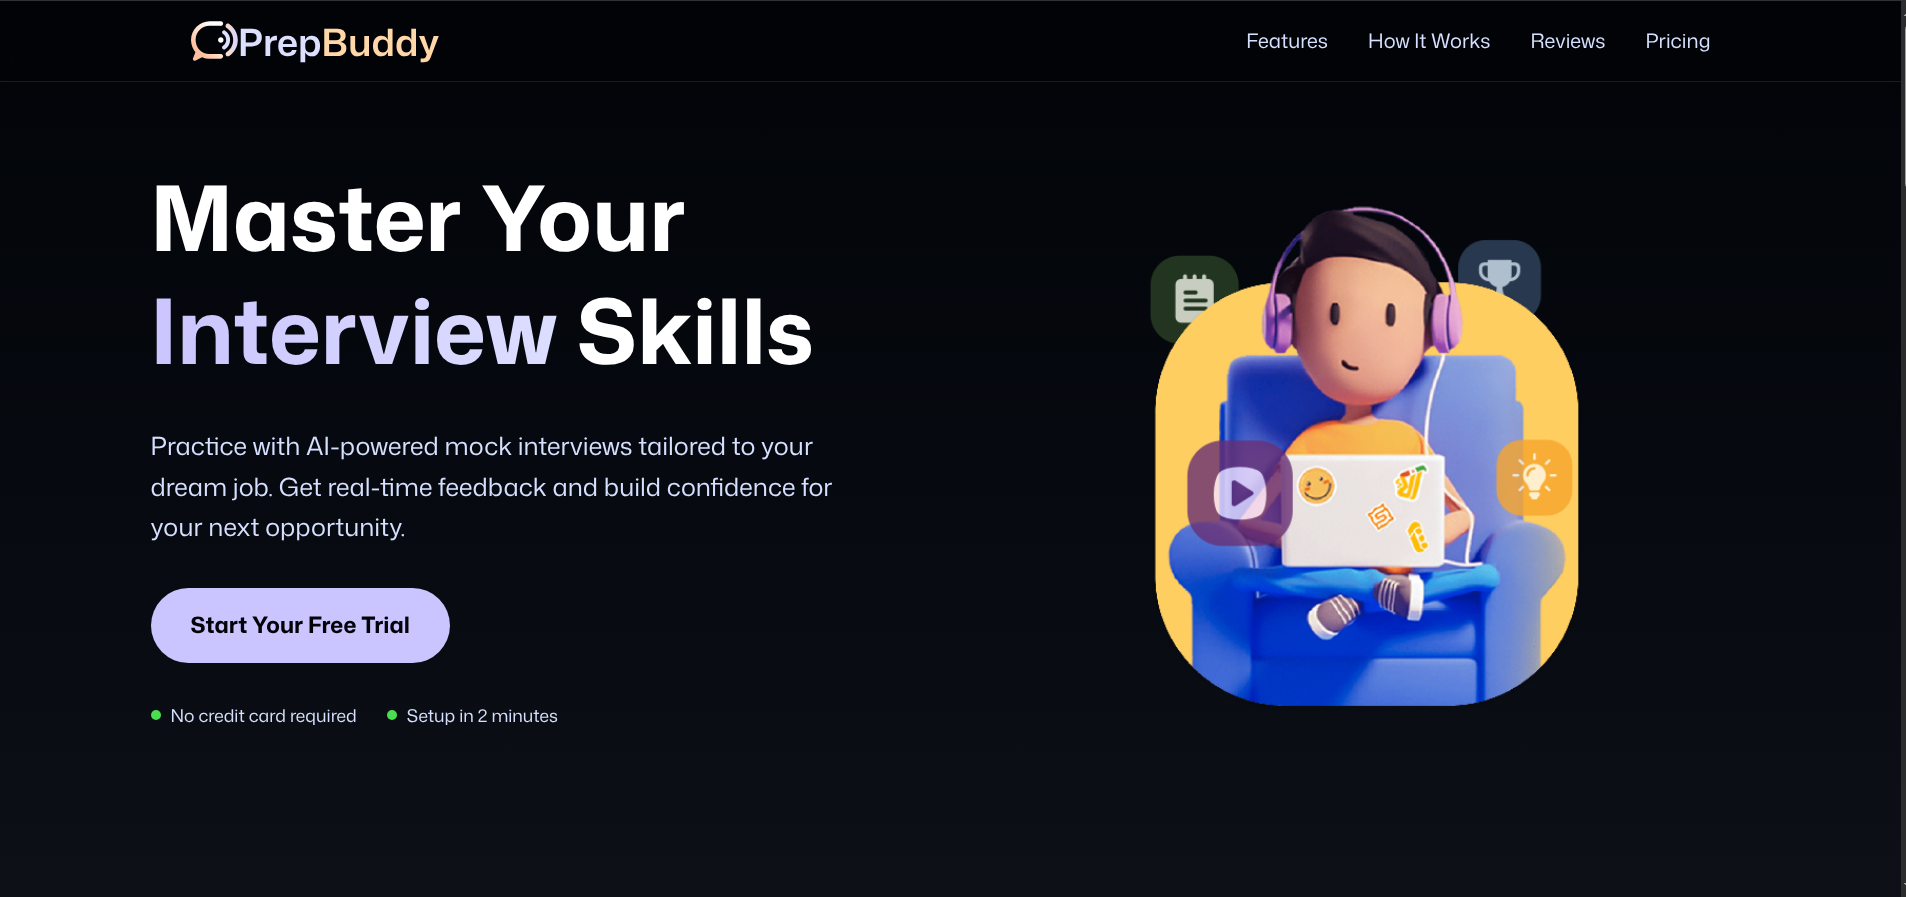 PrepBuddy
Features How It Works Reviews Pricing
Master Your
Interview Skills
Practice with AI-powered mock interviews tailored to your
dream job. Get real-time feedback and build confidence for
your next opportunity.
Start Your Free Trial
No credit card required Setup in 2 minutes